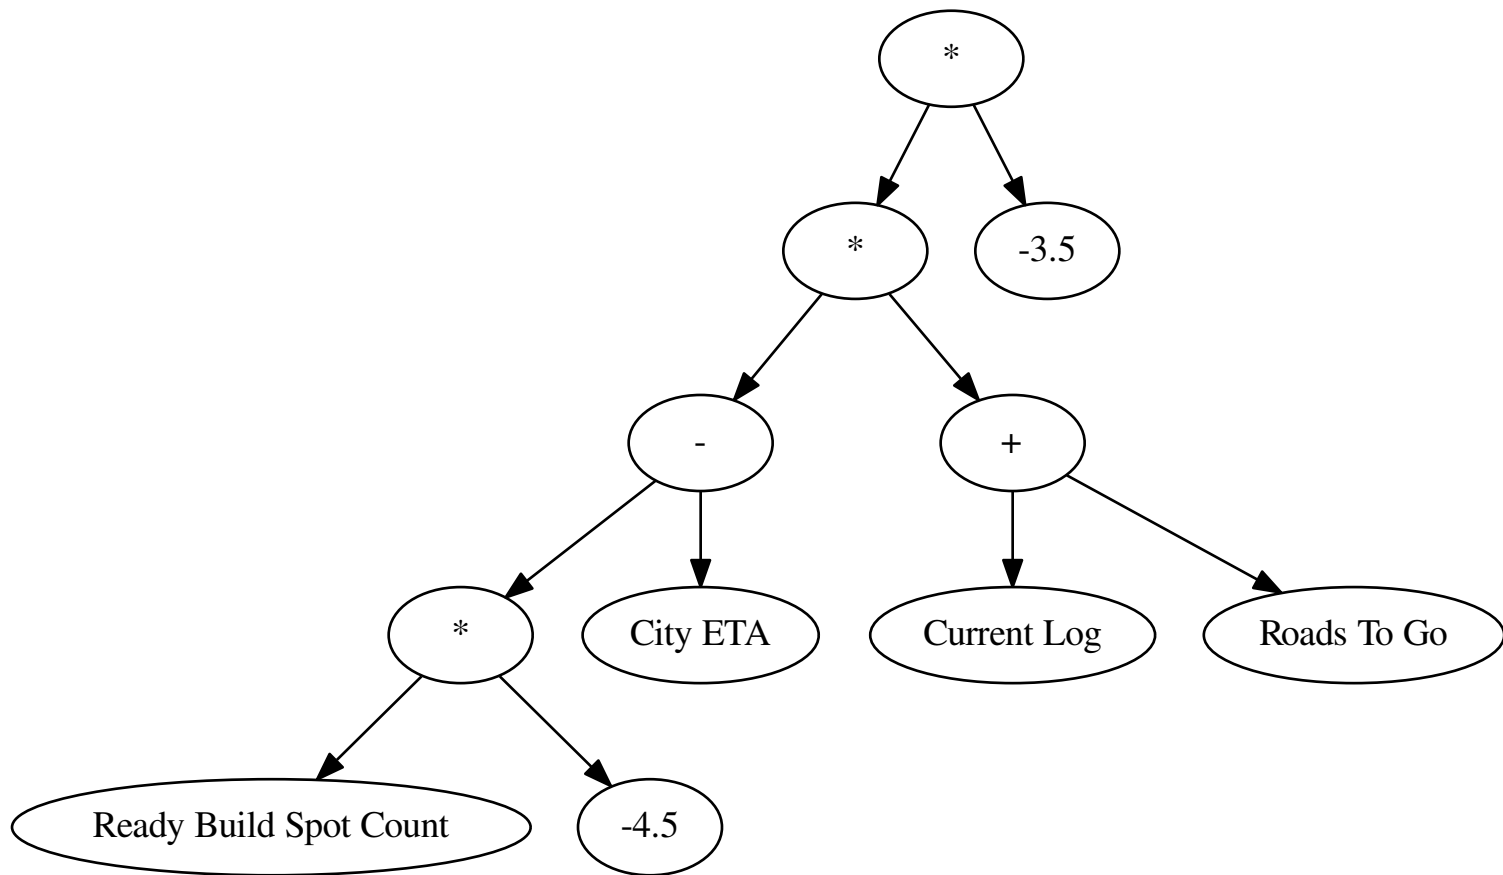 *
*
-3.5
-
+
*
City ETA
Current Log
Roads To Go
Ready Build Spot Count
-4.5